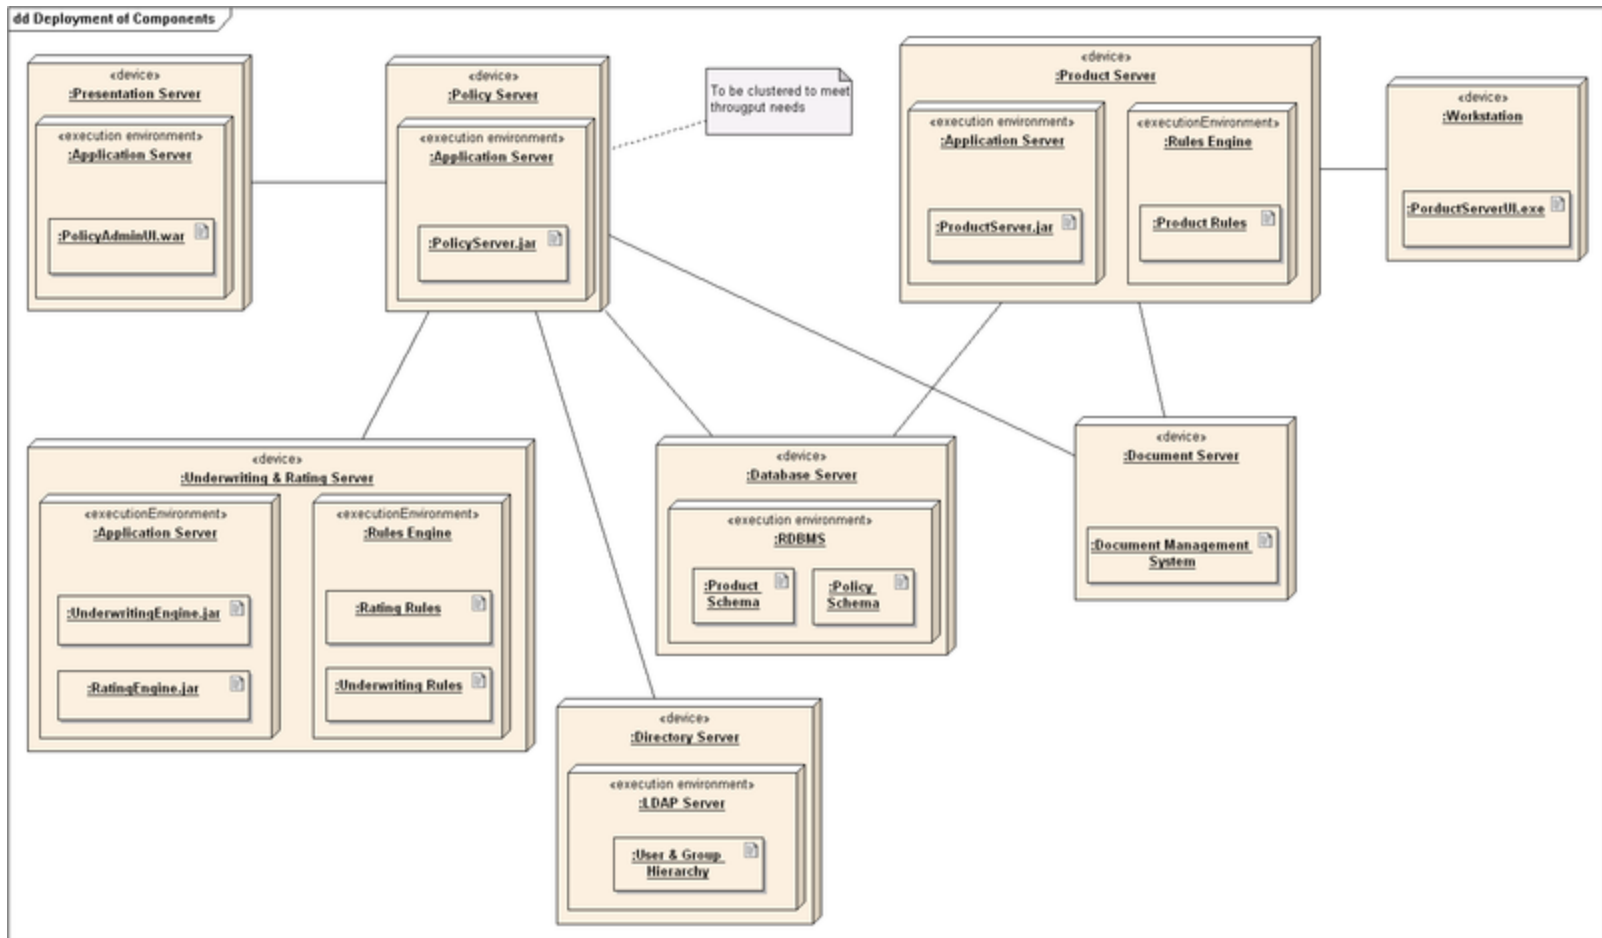 dd Deployment of Components
«device»
:Presentation Server
«execution environment»
:Application Server
:PolicyAdminUI.war
«device»
:Policy Server
«execution environment»
:Application Server
:PolicyServer.jar
To be clustered to meet
througput needs
«device»
:Product Server
«execution environment»
:Application Server
:ProductServer.jar
«executionEnvironment»
:Rules Engine
:Product Rules
«device»
:Workstation
:PorductServerUI.exe
«device»
:Underwriting & Rating Server
«executionEnvironment»
:Application Server
:UnderwritingEngine.jar
:RatingEngine.jar
«executionEnvironment»
:Rules Engine
:Rating Rules
:Underwriting Rules
«device»
:Database Server
«execution environment»
:RDBMS
:Product
Schema
:Policy
Schema
«device»
:Document Server
:Document Management
System
«device»
:Directory Server
«execution environment»
:LDAP Server
:User & Group
Hierarchy